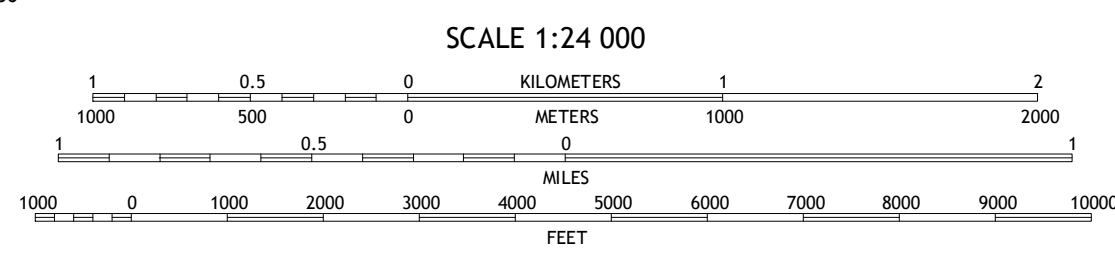 SCALE 1:24 000
1 0.5 0 KILOMETERS 1 2
1000 500 0 METERS 1000 2000
1 0.5 0 1
MILES
1000 0 1000 2000 3000 4000 5000 6000 7000 8000 9000 10000
FEET